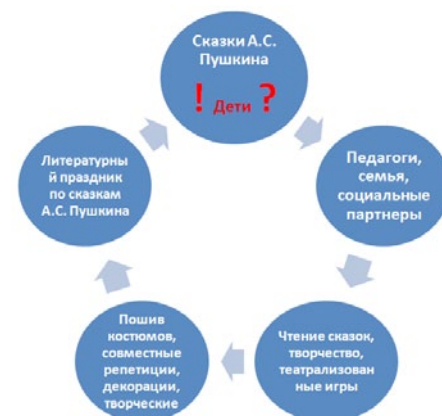 Сказки А.С.
Пушкина
! Дети ?
Педагоги,
семья,
социальные
партнеры
Чтение сказок,
творчество,
театрализован
ные игры
Пошив
костюмов,
совместные
репетиции,
декорации,
творческие
Литературны
й праздник
по сказкам
А.С. Пушкина